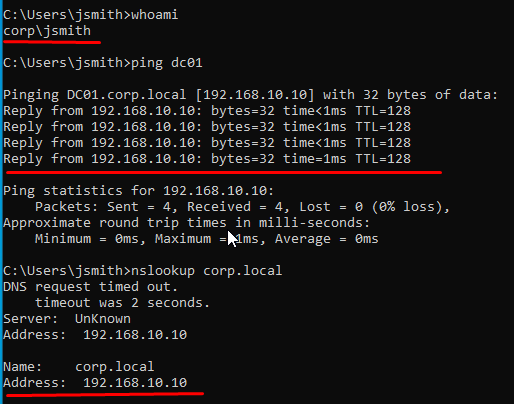 C:\Users\jsmith>whoami
corp\jsmith
C:\Users\jsmith>ping dc01
Pinging DC01.corp.local [192.168.10.10] with 32 bytes of data:
Reply from 192.168.10.10: bytes=32 time<1ms TTL=128
Reply from 192.168.10.10: bytes=32 time<1ms TTL=128
Reply from 192.168.10.10: bytes=32 time<1ms TTL=128
Reply from 192.168.10.10: bytes=32 time=1ms TTL=128
Ping statistics for 192.168.10.10:
    Packets: Sent = 4, Received = 4, Lost = 0 (0% loss),
Approximate round trip times in milli-seconds:
    Minimum = 0ms, Maximum = 1ms, Average = 0ms
C:\Users\jsmith>nslookup corp.local
DNS request timed out.
    timeout was 2 seconds.
Server:  UnKnown
Address:  192.168.10.10
Name:    corp.local
Address:  192.168.10.10